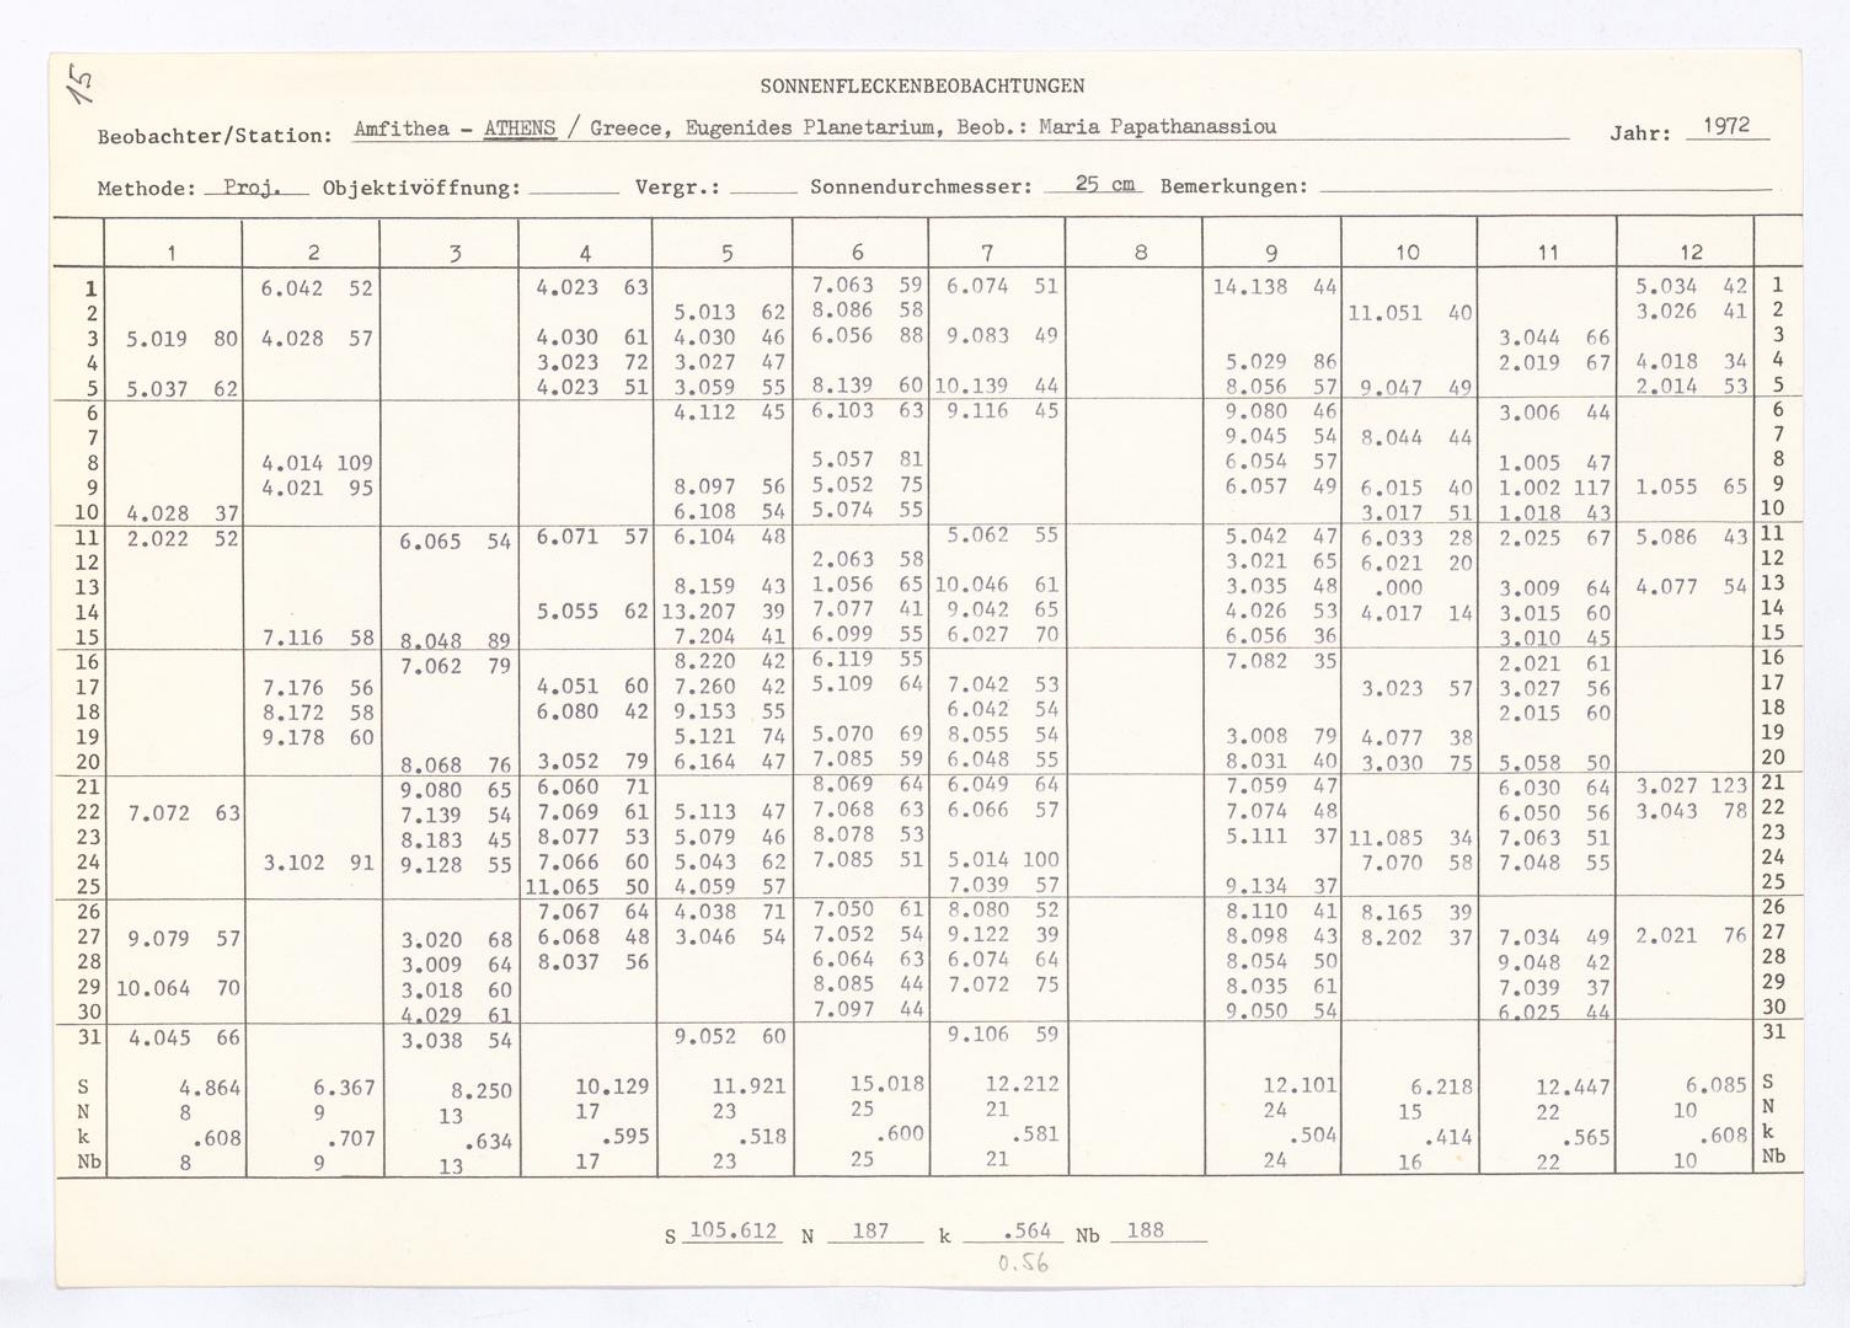 15
SONNENFLECKENBEOBACHTUNGEN
Beobachter/Station: Amfithea - ATHENS / Greece, Eugenides Planetarium, Beob.: Maria Papathanassiou Jahr: 1972
Methode: Proj. Objektivöffnung: Vergr.: Sonnendurchmesser: 25 cm Bemerkungen:
1 2 3 4 5 6 7 8 9 10 11 12
1 6.042 52 4.023 63 7.063 59 6.074 51 14.138 44 5.034 42 1
2 5.013 62 8.086 58 11.051 40 3.026 41 2
3 5.019 80 4.028 57 4.030 61 4.030 46 6.056 88 9.083 49 3.044 66 3
4 3.023 72 3.027 47 5.029 86 2.019 67 4.018 34 4
5 5.037 62 4.023 51 3.059 55 8.139 60 10.139 44 8.056 57 9.047 49 2.014 53 5
6 4.112 45 6.103 63 9.116 45 9.080 46 3.006 44 6
7 9.045 54 8.044 44 7
8 4.014 109 5.057 81 6.054 57 1.005 47 8
9 4.021 95 8.097 56 5.052 75 6.057 49 6.015 40 1.002 117 1.055 65 9
10 4.028 37 6.108 54 5.074 55 3.017 51 1.018 43 10
11 2.022 52 6.065 54 6.071 57 6.104 48 5.062 55 5.042 47 6.033 28 2.025 67 5.086 43 11
12 2.063 58 3.021 65 6.021 20 12
13 8.159 43 1.056 65 10.046 61 3.035 48 .000 3.009 64 4.077 54 13
14 5.055 62 13.207 39 7.077 41 9.042 65 4.026 53 4.017 14 3.015 60 14
15 7.116 58 8.048 89 7.204 41 6.099 55 6.027 70 6.056 36 3.010 45 15
16 7.062 79 8.220 42 6.119 55 7.082 35 2.021 61 16
17 7.176 56 4.051 60 7.260 42 5.109 64 7.042 53 3.023 57 3.027 56 17
18 8.172 58 6.080 42 9.153 55 6.042 54 2.015 60 18
19 9.178 60 5.121 74 5.070 69 8.055 54 3.008 79 4.077 38 19
20 8.068 76 3.052 79 6.164 47 7.085 59 6.048 55 8.031 40 3.030 75 5.058 50 20
21 9.080 65 6.060 71 8.069 64 6.049 64 7.059 47 6.030 64 3.027 123 21
22 7.072 63 7.139 54 7.069 61 5.113 47 7.068 63 6.066 57 7.074 48 6.050 56 3.043 78 22
23 8.183 45 8.077 53 5.079 46 8.078 53 5.111 37 11.085 34 7.063 51 23
24 3.102 91 9.128 55 7.066 60 5.043 62 7.085 51 5.014 100 7.070 58 7.048 55 24
25 11.065 50 4.059 57 7.039 57 9.134 37 25
26 7.067 64 4.038 71 7.050 61 8.080 52 8.110 41 8.165 39 26
27 9.079 57 3.020 68 6.068 48 3.046 54 7.052 54 9.122 39 8.098 43 8.202 37 7.034 49 2.021 76 27
28 3.009 64 8.037 56 6.064 63 6.074 64 8.054 50 9.048 42 28
29 10.064 70 3.018 60 8.085 44 7.072 75 8.035 61 7.039 37 29
30 4.029 61 7.097 44 9.050 54 6.025 44 30
31 4.045 66 3.038 54 9.052 60 9.106 59 31
S 4.864 6.367 8.250 10.129 11.921 15.018 12.212 12.101 6.218 12.447 6.085 S
N 8 9 13 17 23 25 21 24 15 22 10 N
k .608 .707 .634 .595 .518 .600 .581 .504 .414 .565 .608 k
Nb 8 9 13 17 23 25 21 24 16 22 10 Nb
S 105.612 N 187 k .564 Nb 188
0.56